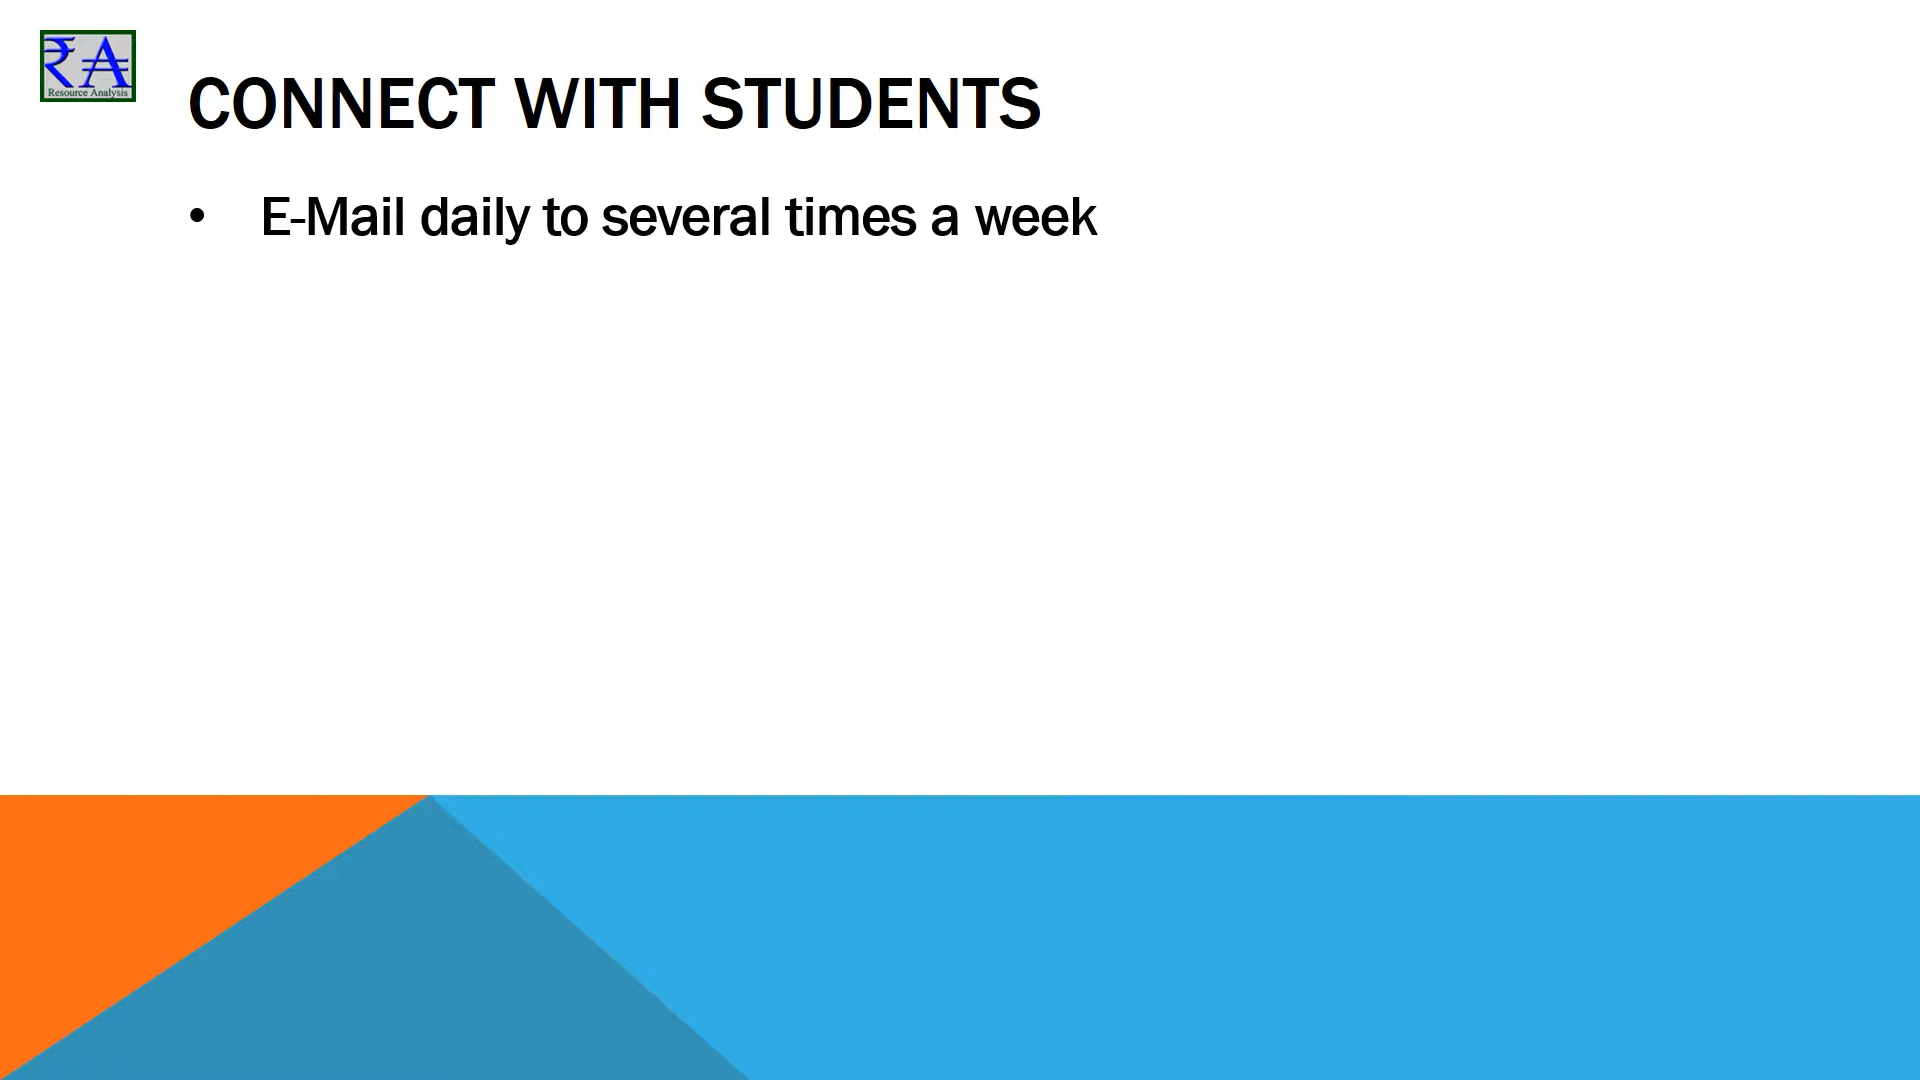 ₹A
Resource Analysis
CONNECT WITH STUDENTS
• E-Mail daily to several times a week